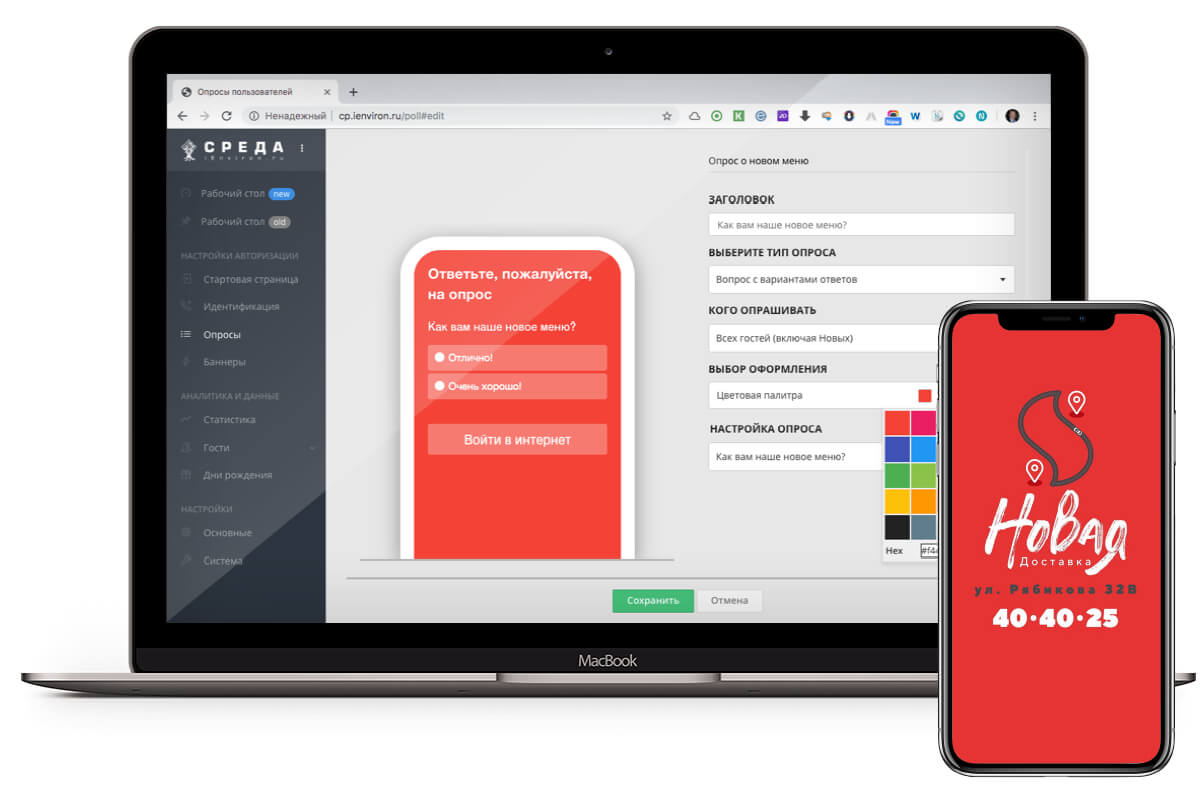 Опросы пользователей
Ненадежный | cp.ienviron.ru/poll#edit
СРЕДА
iEnviron.ru
Рабочий стол new
Рабочий стол old
НАСТРОЙКИ АВТОРИЗАЦИИ
Стартовая страница
Идентификация
Опросы
Баннеры
АНАЛИТИКА И ДАННЫЕ
Статистика
Гости
Дни рождения
НАСТРОЙКИ
Основные
Система
Ответьте, пожалуйста,
на опрос
Как вам наше новое меню?
Отлично!
Очень хорошо!
Войти в интернет
Опрос о новом меню
ЗАГОЛОВОК
Как вам наше новое меню?
ВЫБЕРИТЕ ТИП ОПРОСА
Вопрос с вариантами ответов
КОГО ОПРАШИВАТЬ
Всех гостей (включая Новых)
ВЫБОР ОФОРМЛЕНИЯ
Цветовая палитра
НАСТРОЙКА ОПРОСА
Как вам наше новое меню?
Hex #f4
Сохранить
Отмена
MacBook
Новая
Доставка
ул. Рябикова 32В
40·40·25